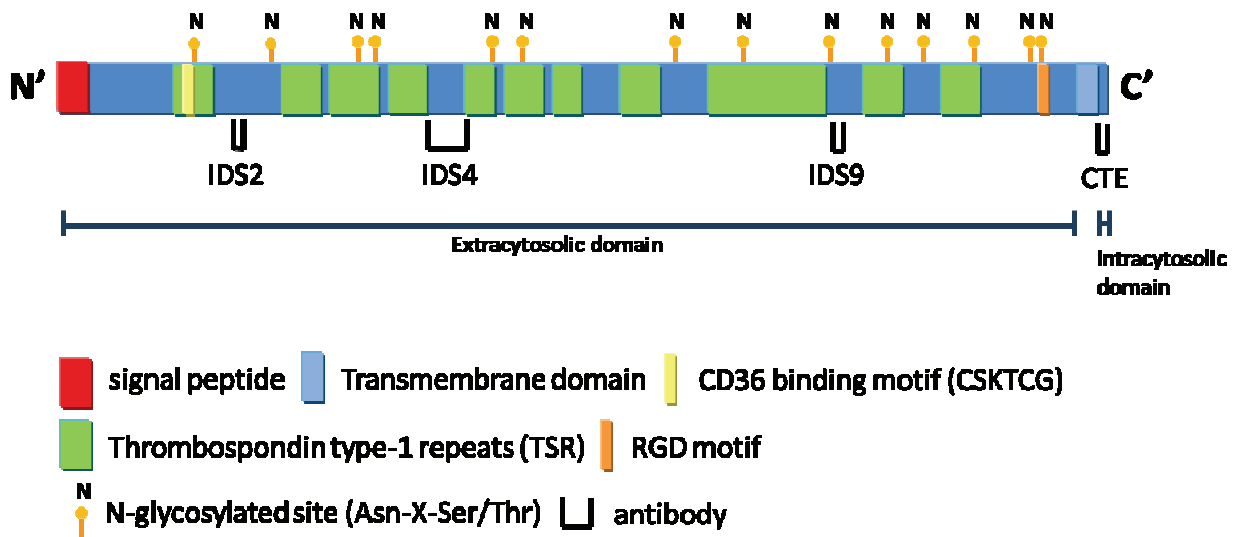 N N N N N N N N N N N N N N
N' C'
IDS2 IDS4 IDS9 CTE
Extracytosolic domain
Intracytosolic
domain
signal peptide Transmembrane domain CD36 binding motif (CSKTCG)
Thrombospondin type-1 repeats (TSR) RGD motif
N
N-glycosylated site (Asn-X-Ser/Thr) antibody